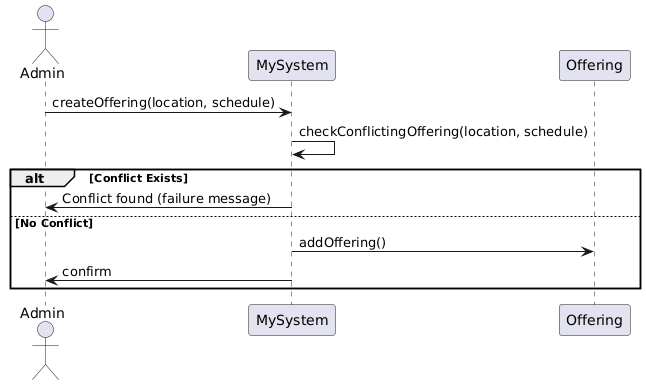 Admin
MySystem
Offering
createOffering(location, schedule)
checkConflictingOffering(location, schedule)
alt
[Conflict Exists]
Conflict found (failure message)
[No Conflict]
addOffering()
confirm
Admin
MySystem
Offering